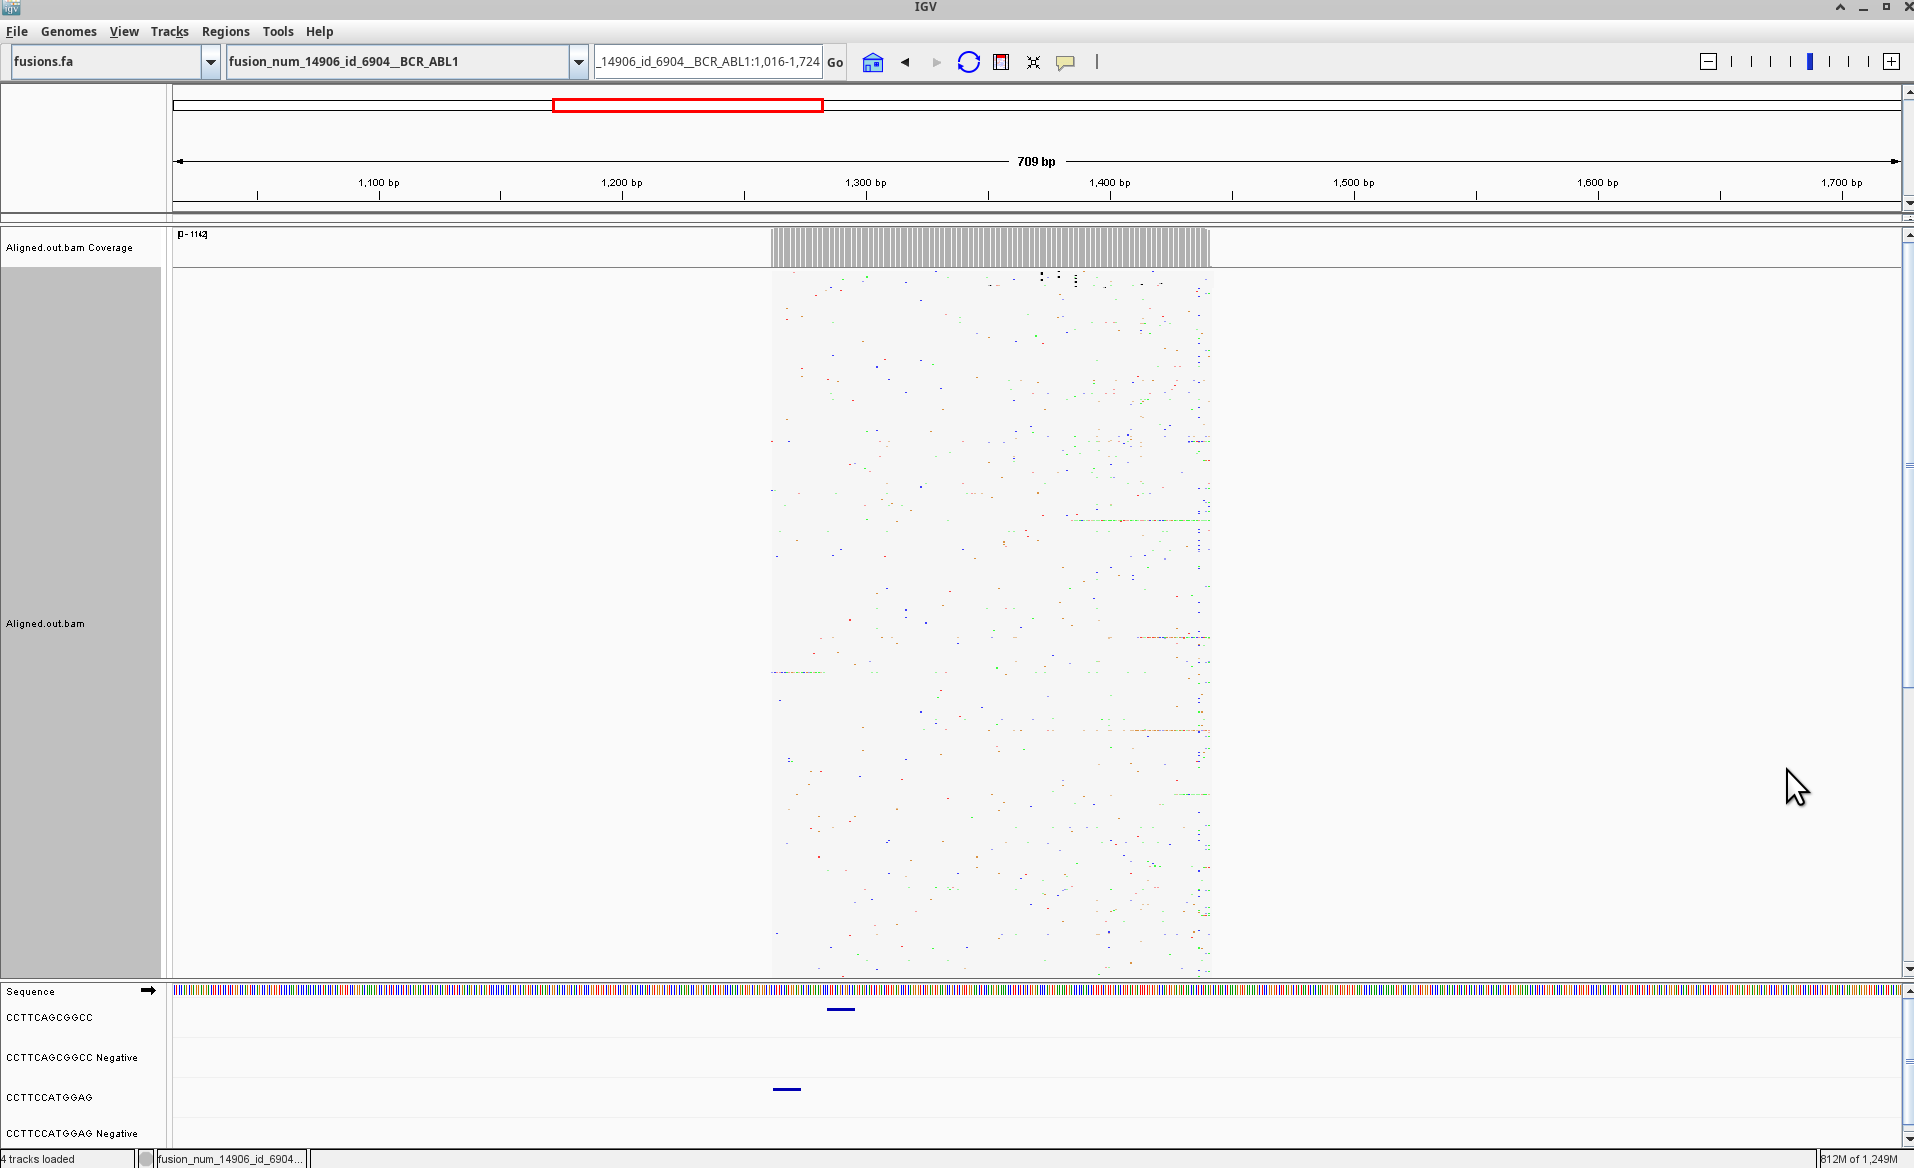 IGV
File Genomes View Tracks Regions Tools Help
fusions.fa fusion_num_14906_id_6904__BCR_ABL1 _14906_id_6904__BCR_ABL1:1,016-1,724 Go
709 bp
1,100 bp 1,200 bp 1,300 bp 1,400 bp 1,500 bp 1,600 bp 1,700 bp
[0 - 1142]
Aligned.out.bam Coverage
Aligned.out.bam
Sequence
CCTTCAGCGGCC
CCTTCAGCGGCC Negative
CCTTCCATGGAG
CCTTCCATGGAG Negative
4 tracks loaded fusion_num_14906_id_6904... 812M of 1,249M